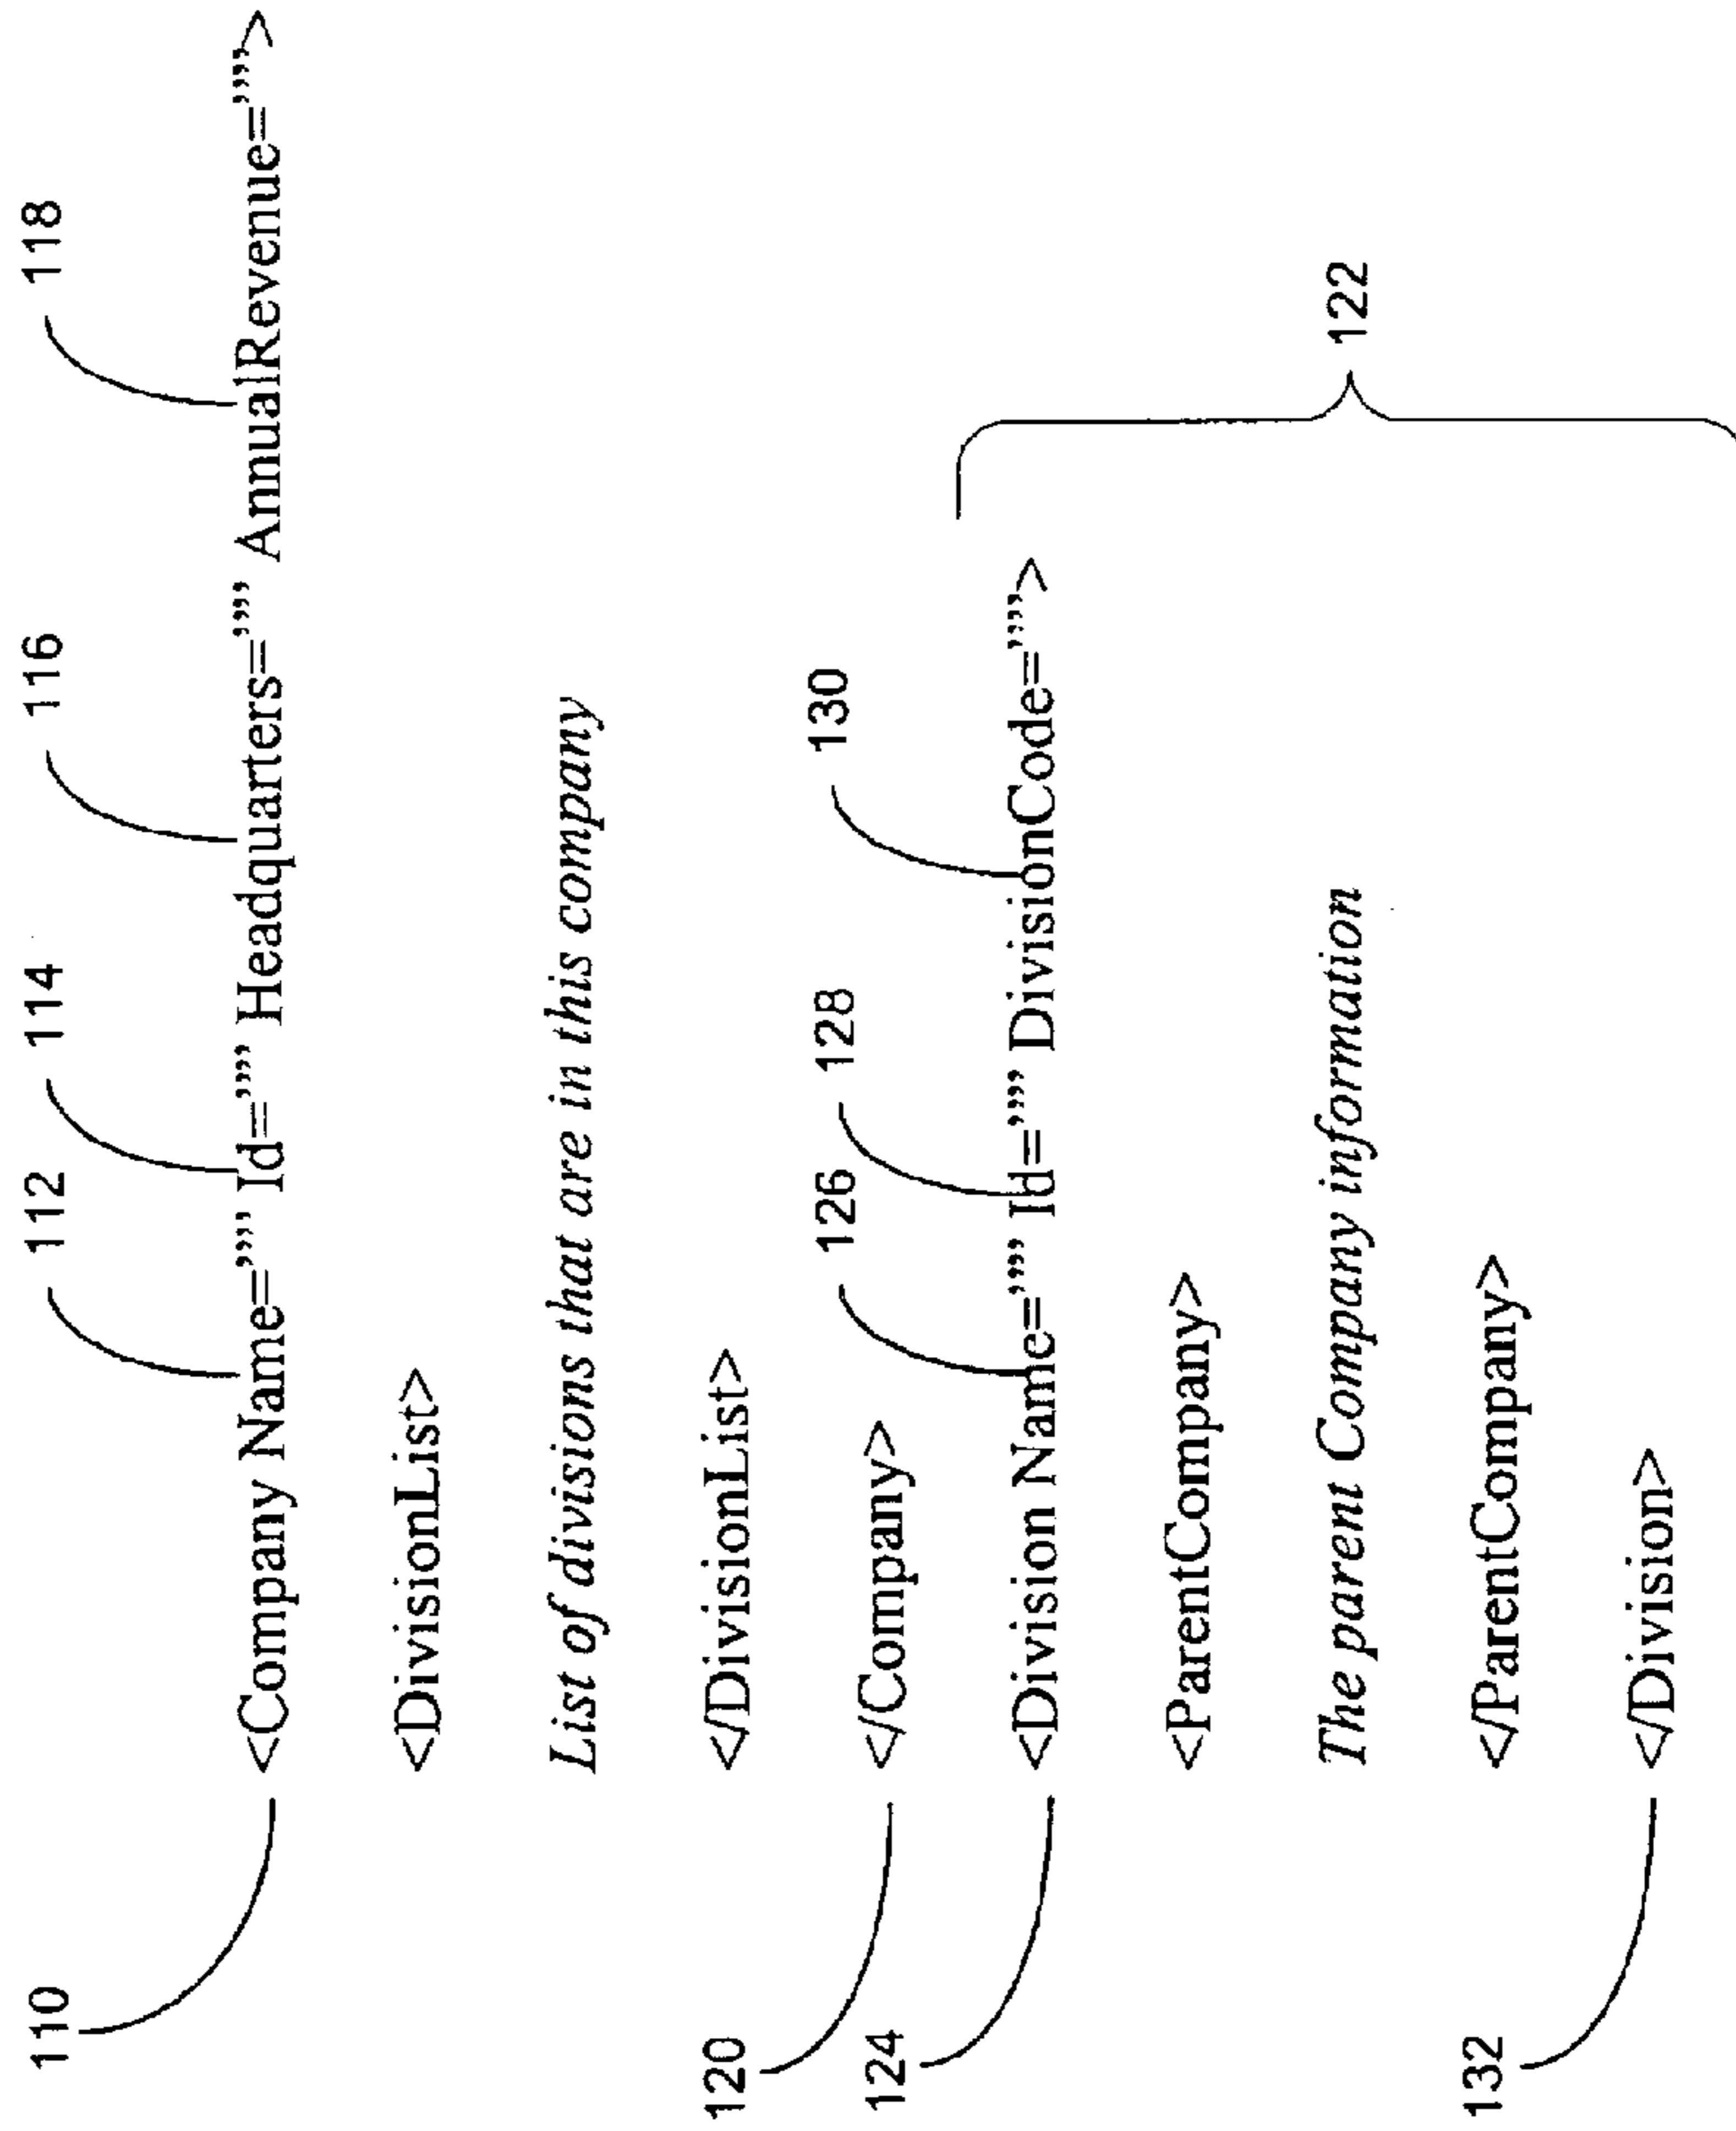 110
112
114
116
118
<Company Name=”” Id=”” Headquarters=”” AnnualRevenue=””>
<DivisionList>
List of divisions that are in this company
</DivisionList>
120
</Company>
124
126
128
130
<Division Name=”” Id=”” DivisionCode=””>
<ParentCompany>
The parent Company information
122
</ParentCompany>
132
</Division>